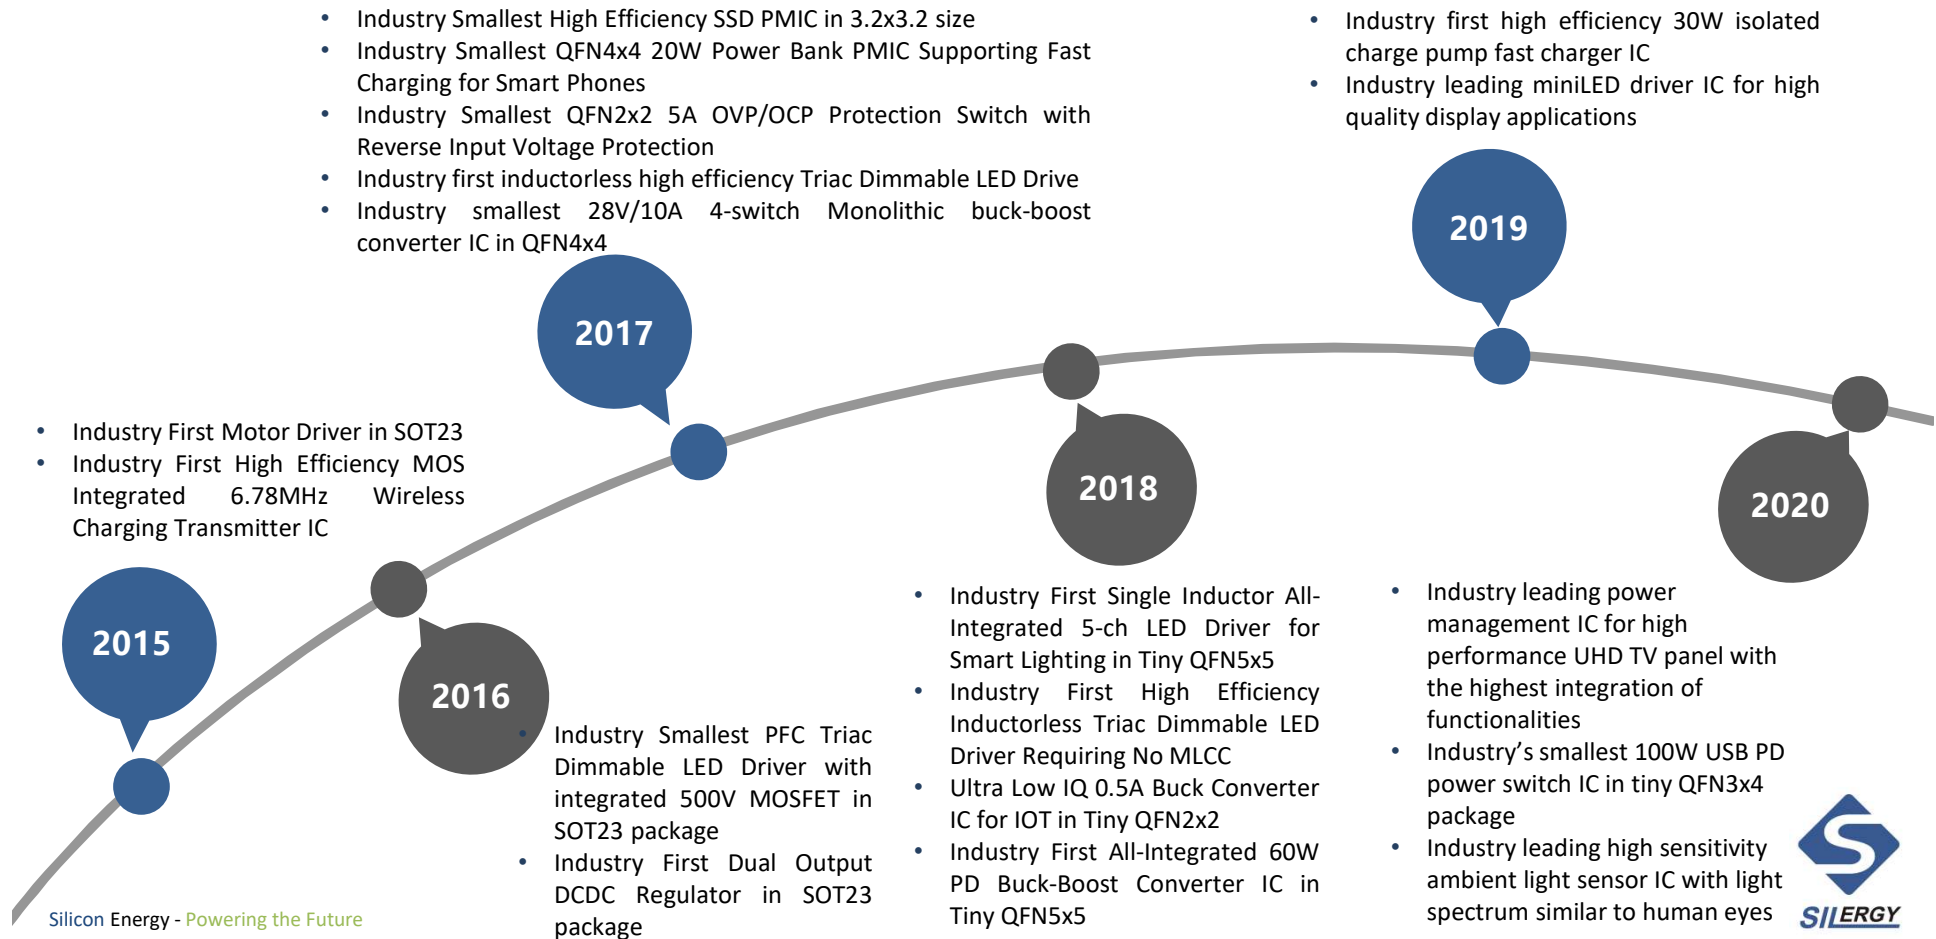 • Industry Smallest High Efficiency SSD PMIC in 3.2x3.2 size
• Industry Smallest QFN4x4 20W Power Bank PMIC Supporting Fast
Charging for Smart Phones
• Industry Smallest QFN2x2 5A OVP/OCP Protection Switch with
Reverse Input Voltage Protection
• Industry first inductorless high efficiency Triac Dimmable LED Drive
• Industry smallest 28V/10A 4-switch Monolithic buck-boost
converter IC in QFN4x4
2017
• Industry first high efficiency 30W isolated
charge pump fast charger IC
• Industry leading miniLED driver IC for high
quality display applications
2019
• Industry First Motor Driver in SOT23
• Industry First High Efficiency MOS
Integrated 6.78MHz Wireless
Charging Transmitter IC
2015
2016
• Industry Smallest PFC Triac
Dimmable LED Driver with
integrated 500V MOSFET in
SOT23 package
• Industry First Dual Output
DCDC Regulator in SOT23
package
2018
• Industry First Single Inductor All-
Integrated 5-ch LED Driver for
Smart Lighting in Tiny QFN5x5
• Industry First High Efficiency
Inductorless Triac Dimmable LED
Driver Requiring No MLCC
• Ultra Low IQ 0.5A Buck Converter
IC for IOT in Tiny QFN2x2
• Industry First All-Integrated 60W
PD Buck-Boost Converter IC in
Tiny QFN5x5
2020
• Industry leading power
management IC for high
performance UHD TV panel with
the highest integration of
functionalities
• Industry’s smallest 100W USB PD
power switch IC in tiny QFN3x4
package
• Industry leading high sensitivity
ambient light sensor IC with light
spectrum similar to human eyes
Silicon Energy - Powering the Future
SILERGY